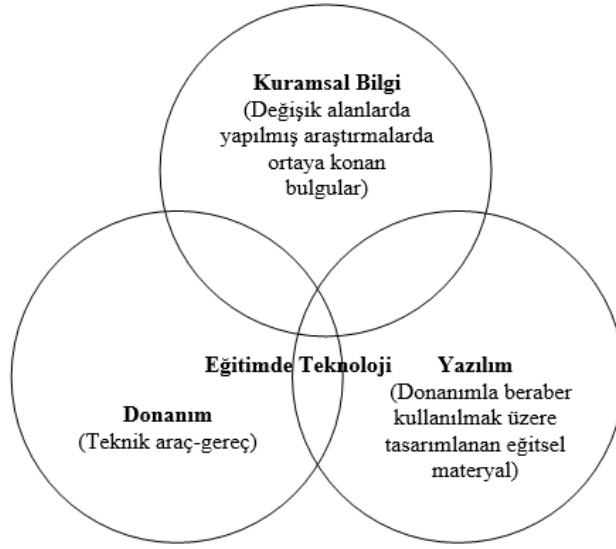 Kuramsal Bilgi
(Değişik alanlarda
yapılmış araştırmalarda
ortaya konan
bulgular)
Eğitimde Teknoloji
Donanım
(Teknik araç-gereç)
Yazılım
(Donanımla beraber
kullanılmak üzere
tasarımlanan eğitsel
materyal)